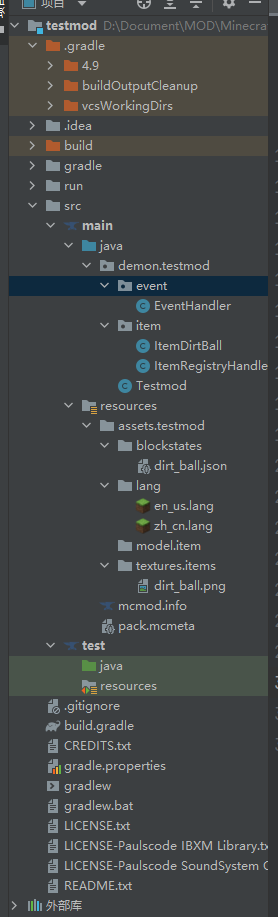 项目
testmod D:\Document\MOD\Minecra
.gradle
4.9
buildOutputCleanup
vcsWorkingDirs
.idea
build
gradle
run
src
main
java
demon.testmod
event
EventHandler
item
ItemDirtBall
ItemRegistryHandle
Testmod
resources
assets.testmod
blockstates
dirt_ball.json
lang
en_us.lang
zh_cn.lang
model.item
textures.items
dirt_ball.png
mcmod.info
pack.mcmeta
test
java
resources
.gitignore
build.gradle
CREDITS.txt
gradle.properties
gradlew
gradlew.bat
LICENSE.txt
LICENSE-Paulscode IBXM Library.tx
LICENSE-Paulscode SoundSystem C
README.txt
外部库